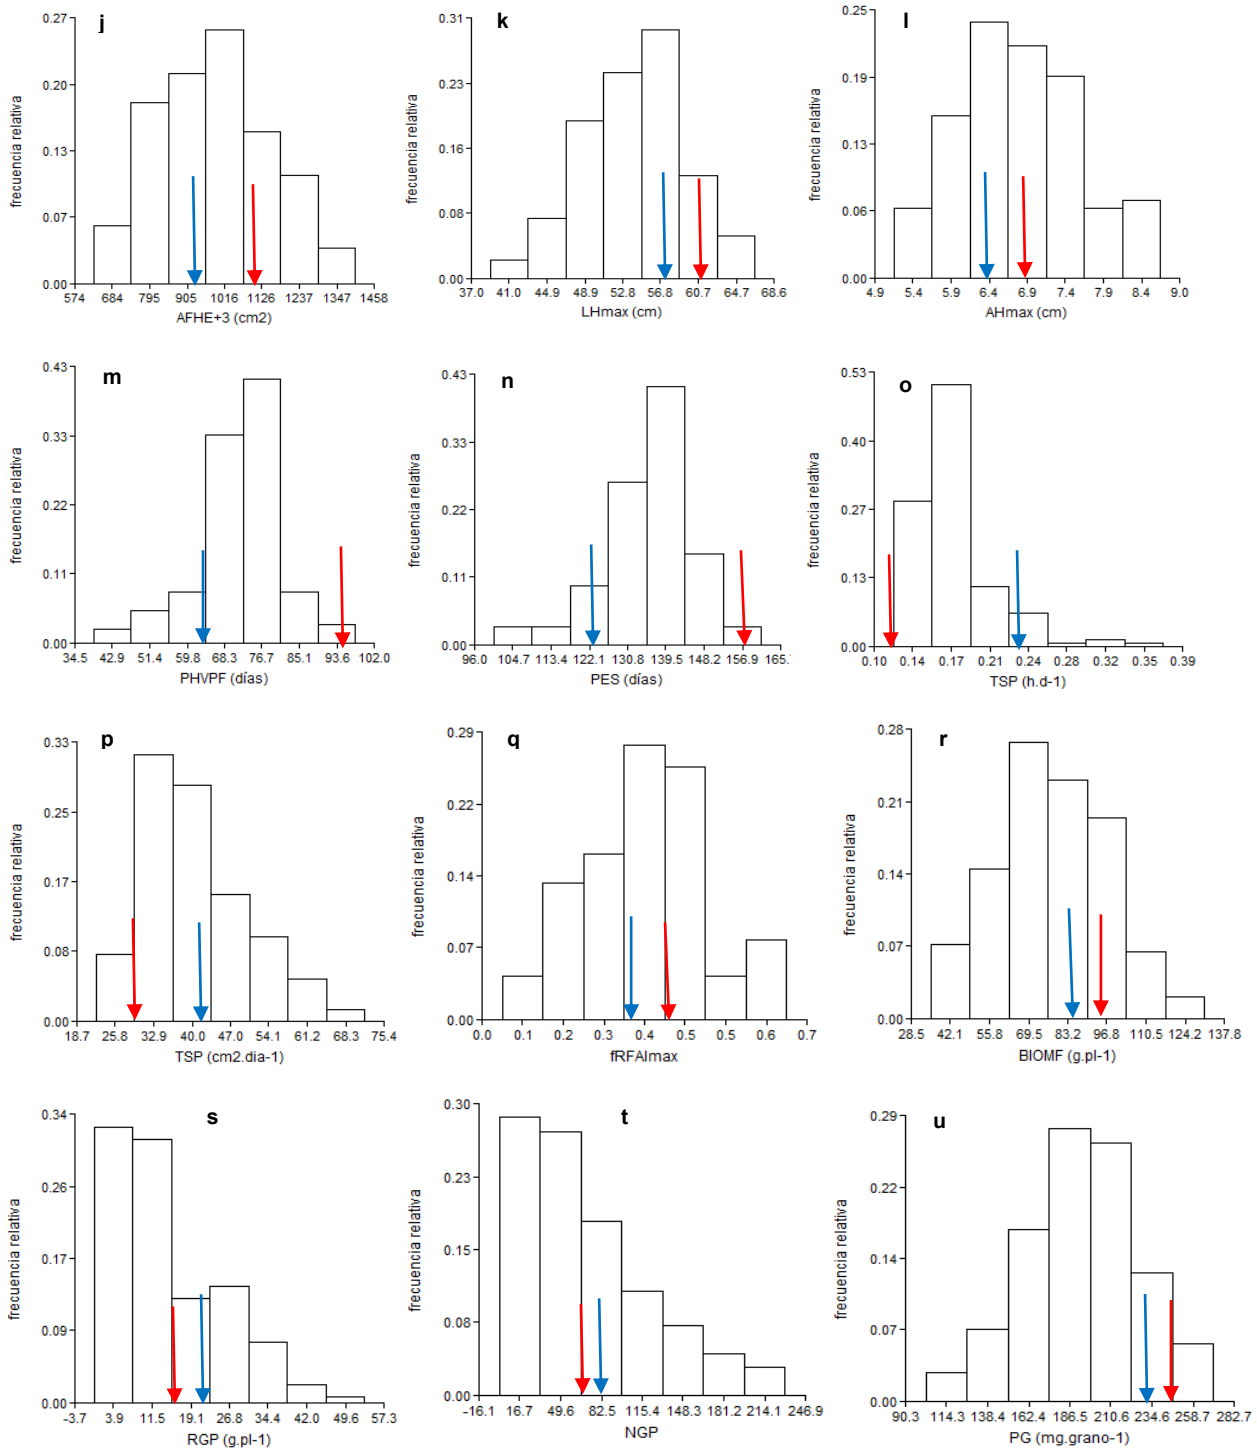 j
frecuencia relativa
0.27
0.20
0.13
0.07
0.00
574 684 795 905 1016 1126 1237 1347 1458
AFHE+3 (cm2)
k
frecuencia relativa
0.31
0.23
0.16
0.08
0.00
37.0 41.0 44.9 48.9 52.8 56.8 60.7 64.7 68.6
LHmax (cm)
l
frecuencia relativa
0.25
0.19
0.13
0.06
0.00
4.9 5.4 5.9 6.4 6.9 7.4 7.9 8.4 9.0
AHmax (cm)
m
frecuencia relativa
0.43
0.33
0.22
0.11
0.00
34.5 42.9 51.4 59.8 68.3 76.7 85.1 93.6 102.0
PHVPF (días)
n
frecuencia relativa
0.43
0.33
0.22
0.11
0.00
96.0 104.7 113.4 122.1 130.8 139.5 148.2 156.9 165.
PES (días)
o
frecuencia relativa
0.53
0.40
0.27
0.13
0.00
0.10 0.14 0.17 0.21 0.24 0.28 0.32 0.35 0.39
TSP (h.d-1)
p
frecuencia relativa
0.33
0.25
0.17
0.08
0.00
18.7 25.8 32.9 40.0 47.0 54.1 61.2 68.3 75.4
TSP (cm2.dia-1)
q
frecuencia relativa
0.29
0.22
0.14
0.07
0.00
0.0 0.1 0.2 0.3 0.4 0.5 0.5 0.6 0.7
fRFAImax
r
frecuencia relativa
0.28
0.21
0.14
0.07
0.00
28.5 42.1 55.8 69.5 83.2 96.8 110.5 124.2 137.8
BIOMF (g.pl-1)
s
frecuencia relativa
0.34
0.26
0.17
0.09
0.00
-3.7 3.9 11.5 19.1 26.8 34.4 42.0 49.6 57.3
RGP (g.pl-1)
t
frecuencia relativa
0.30
0.23
0.15
0.08
0.00
-16.1 16.7 49.6 82.5 115.4 148.3 181.2 214.1 246.9
NGP
u
frecuencia relativa
0.29
0.22
0.14
0.07
0.00
90.3 114.3 138.4 162.4 186.5 210.6 234.6 258.7 282.7
PG (mg.grano-1)